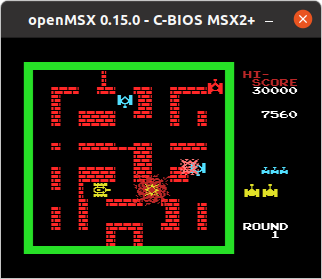 openMSX 0.15.0 - C-BIOS MSX2+
HI-
SCORE
30000
7560
ROUND
1